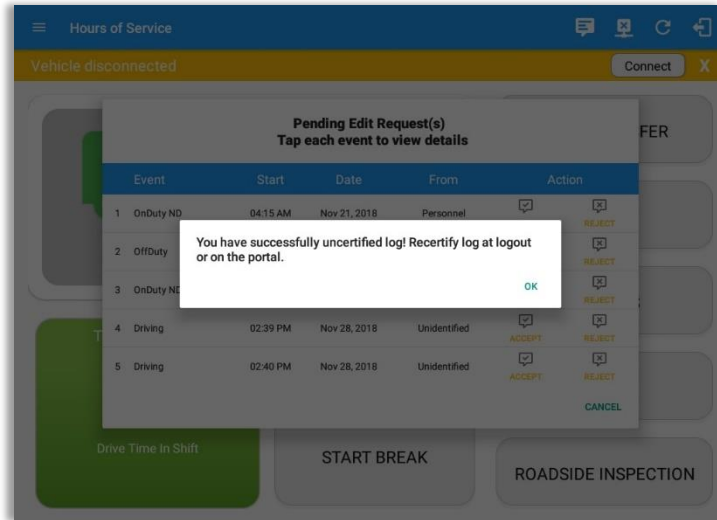 Hours of Service
Vehicle disconnected
Connect X
FER
Pending Edit Request(s)
Tap each event to view details
Event Start Date From Action
1 OnDuty ND 04:15 AM Nov 21, 2018 Personnel
REJECT
2 OffDuty
REJECT
3 OnDuty ND
REJECT
You have successfully uncertified log! Recertify log at logout
or on the portal.
OK
4 Driving 02:39 PM Nov 28, 2018 Unidentified
ACCEPT REJECT
5 Driving 02:40 PM Nov 28, 2018 Unidentified
ACCEPT REJECT
CANCEL
T
Drive Time In Shift
START BREAK
ROADSIDE INSPECTION